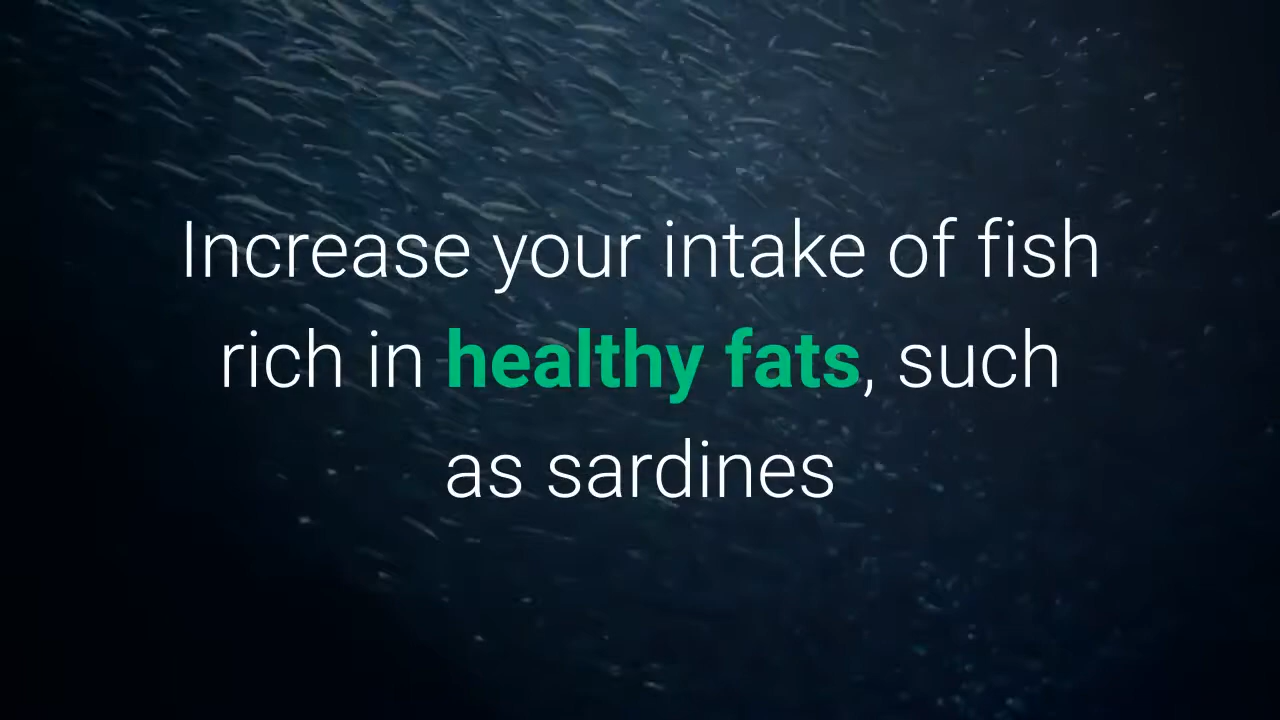 Increase your intake of fish
rich in healthy fats, such
as sardines